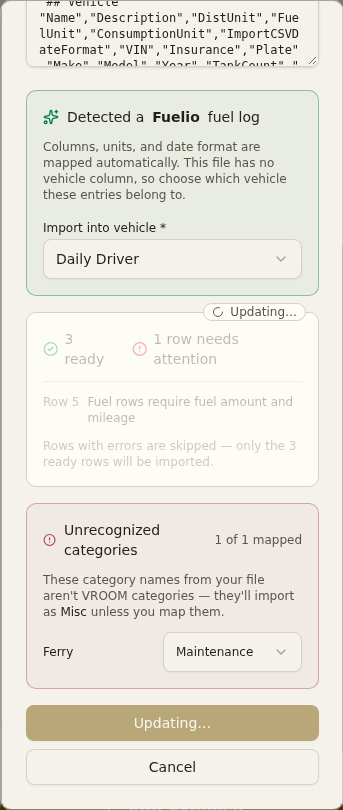 ## Vehicle
"Name","Description","DistUnit","Fue
lUnit","ConsumptionUnit","ImportCSVD
ateFormat","VIN","Insurance","Plate"
,"Make","Model","Year","TankCount","
Detected a Fuelio fuel log
Columns, units, and date format are
mapped automatically. This file has no
vehicle column, so choose which vehicle
these entries belong to.
Import into vehicle *
Daily Driver
Updating…
3
ready
1 row needs
attention
Row 5 Fuel rows require fuel amount and
mileage
Rows with errors are skipped — only the 3
ready rows will be imported.
Unrecognized
categories
1 of 1 mapped
These category names from your file
aren't VROOM categories — they'll import
as Misc unless you map them.
Ferry
Maintenance
Updating…
Cancel